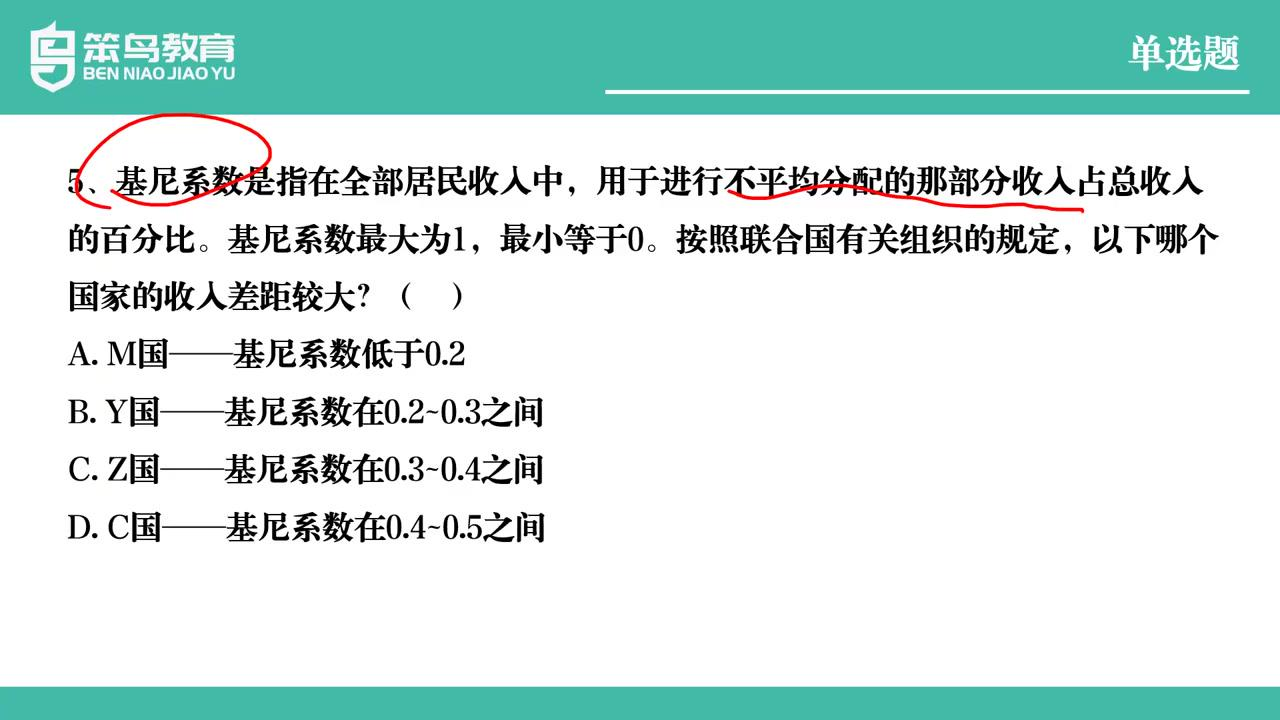 笨鸟教育
BEN NIAO JIAO YU
单选题
5、基尼系数是指在全部居民收入中，用于进行不平均分配的那部分收入占总收入
的百分比。基尼系数最大为1，最小等于0。按照联合国有关组织的规定，以下哪个
国家的收入差距较大？（　）
A. M国——基尼系数低于0.2
B. Y国——基尼系数在0.2~0.3之间
C. Z国——基尼系数在0.3~0.4之间
D. C国——基尼系数在0.4~0.5之间